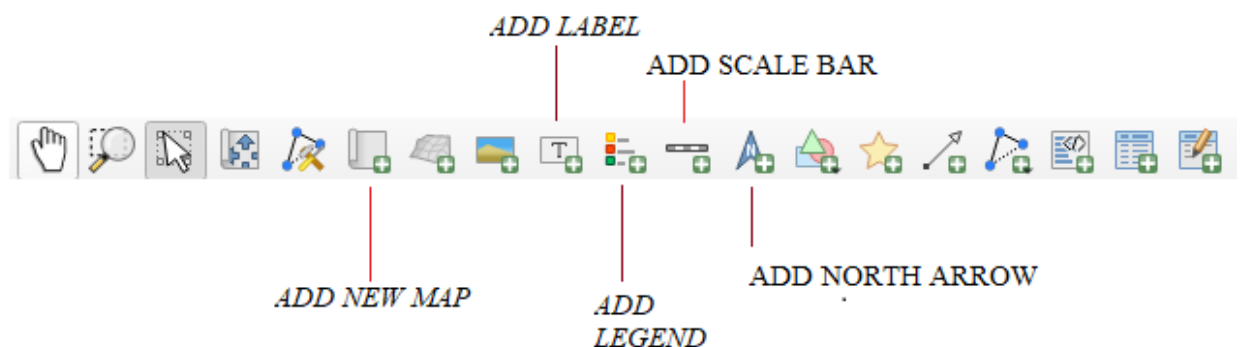 ADD LABEL
ADD SCALE BAR
T
N
</>
ADD NEW MAP
ADD
LEGEND
ADD NORTH ARROW